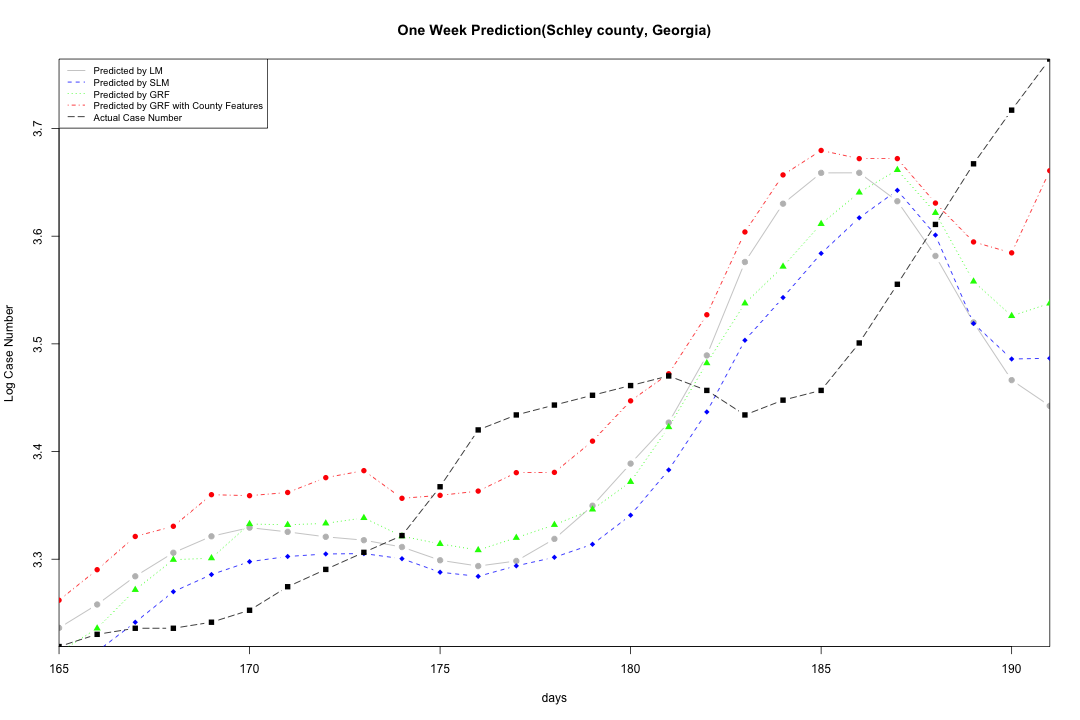 One Week Prediction(Schley county, Georgia)
Predicted by LM
Predicted by SLM
Predicted by GRF
Predicted by GRF with County Features
Actual Case Number
3.7
3.6
3.5
3.4
3.3
Log Case Number
165 170 175 180 185 190
days